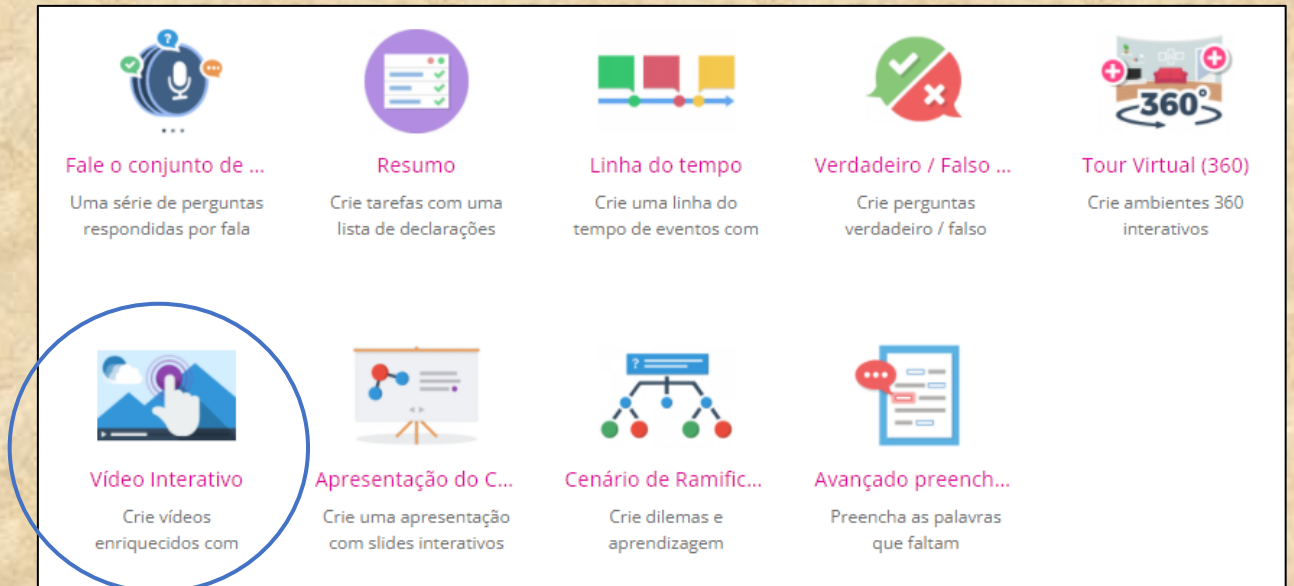 Fale o conjunto de ...
Uma série de perguntas
respondidas por fala
Resumo
Crie tarefas com uma
lista de declarações
Linha do tempo
Crie uma linha do
tempo de eventos com
Verdadeiro / Falso ...
Crie perguntas
verdadeiro / falso
360°
Tour Virtual (360)
Crie ambientes 360
interativos
Vídeo Interativo
Crie vídeos
enriquecidos com
Apresentação do C...
Crie uma apresentação
com slides interativos
Cenário de Ramific...
Crie dilemas e
aprendizagem
Avançado preench...
Preencha as palavras
que faltam